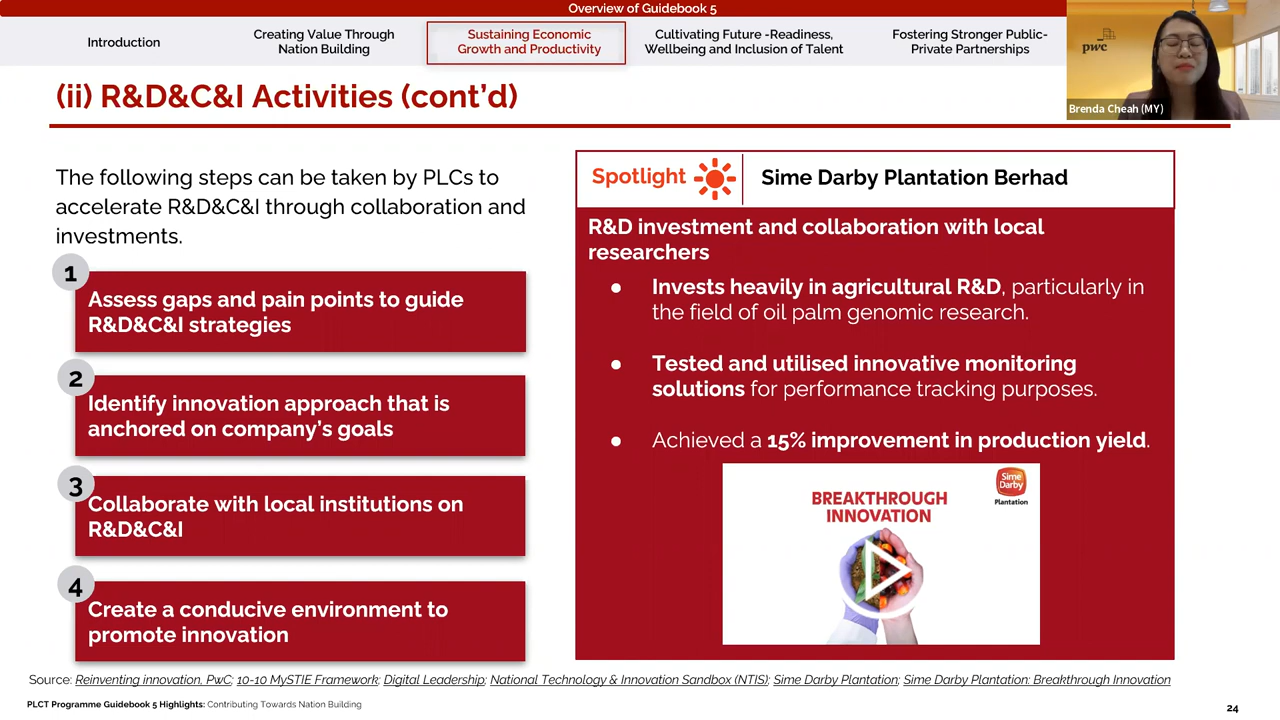 Overview of Guidebook 5
Introduction
Creating Value Through
Nation Building
Sustaining Economic
Growth and Productivity
Cultivating Future -Readiness,
Wellbeing and Inclusion of Talent
Fostering Stronger Public-
Private Partnerships
pwc
Brenda Cheah (MY)
(ii) R&D&C&I Activities (cont’d)
The following steps can be taken by PLCs to
accelerate R&D&C&I through collaboration and
investments.
1
Assess gaps and pain points to guide
R&D&C&I strategies
2
Identify innovation approach that is
anchored on company’s goals
3
Collaborate with local institutions on
R&D&C&I
4
Create a conducive environment to
promote innovation
Spotlight
Sime Darby Plantation Berhad
R&D investment and collaboration with local
researchers
● Invests heavily in agricultural R&D, particularly in
the field of oil palm genomic research.
● Tested and utilised innovative monitoring
solutions for performance tracking purposes.
● Achieved a 15% improvement in production yield.
BREAKTHROUGH
INNOVATION
Sime
Darby
Plantation
Source: Reinventing innovation, PwC; 10-10 MySTIE Framework; Digital Leadership; National Technology & Innovation Sandbox (NTIS); Sime Darby Plantation; Sime Darby Plantation: Breakthrough Innovation
PLCT Programme Guidebook 5 Highlights: Contributing Towards Nation Building
24